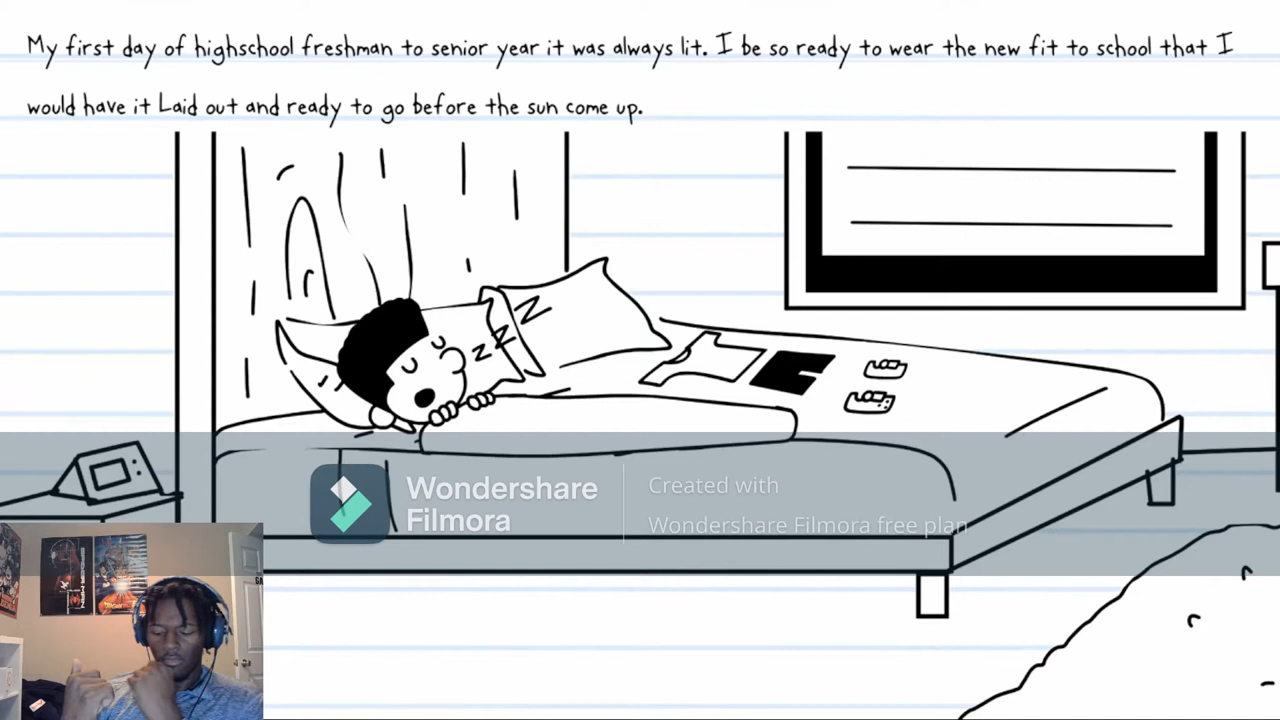 My first day of highschool freshman to senior year it was always lit. I be so ready to wear the new fit to school that I
would have it Laid out and ready to go before the sun come up.
Z Z Z
Wondershare
Filmora
Created with
Wondershare Filmora free plan